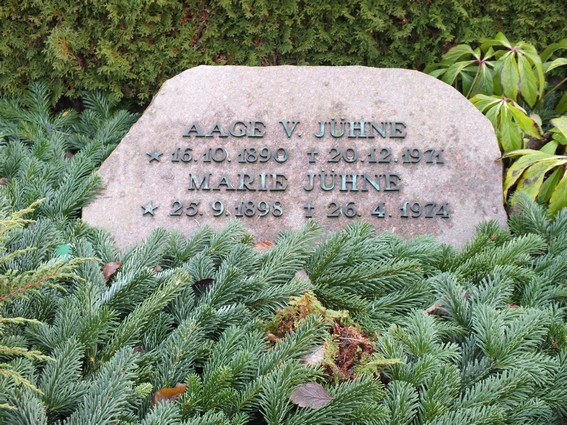 AAGE V. JÜHNE
★ 16.10.1890 ✝ 20.12.1971
MARIE JÜHNE
★ 25.9.1898 ✝ 26.4.1974